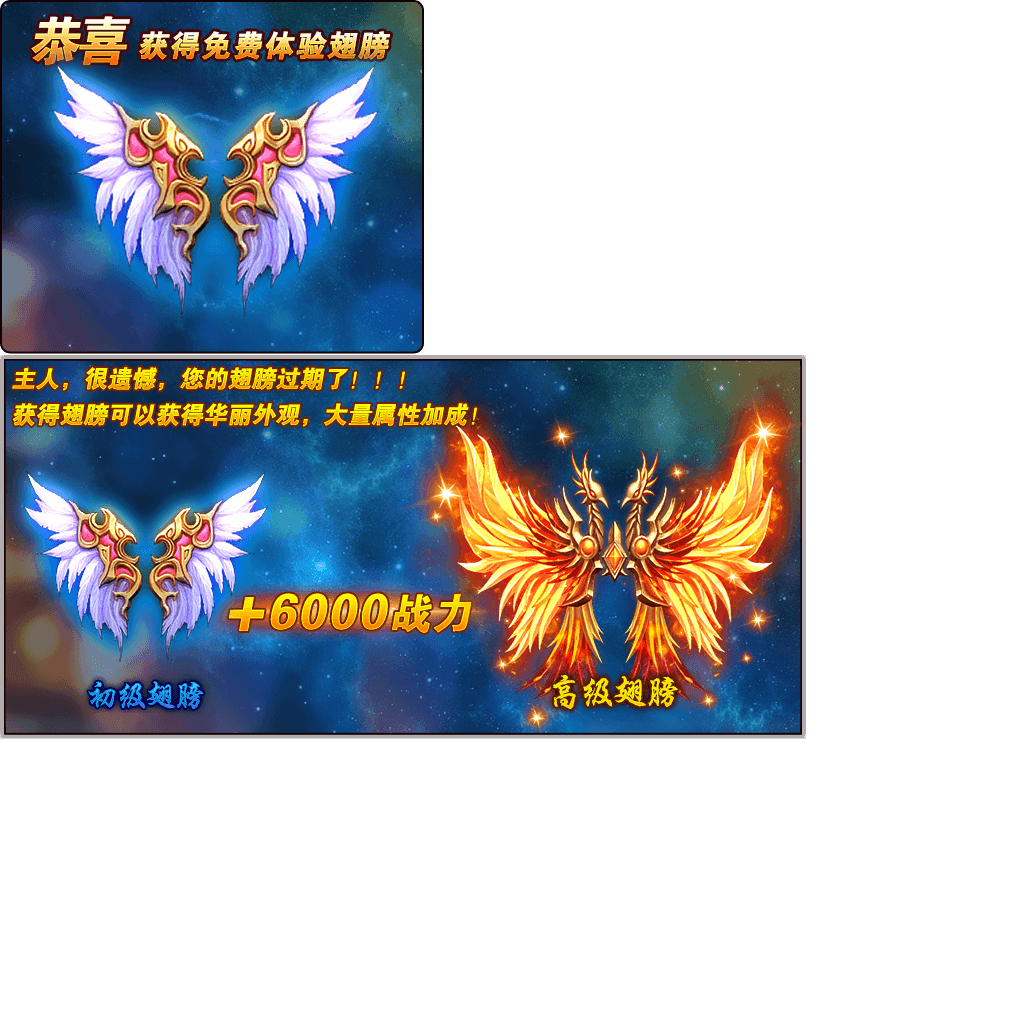 恭喜 获得免费体验翅膀
主人，很遗憾，您的翅膀过期了！！！
获得翅膀可以获得华丽外观，大量属性加成！
+6000战力
初级翅膀
高级翅膀